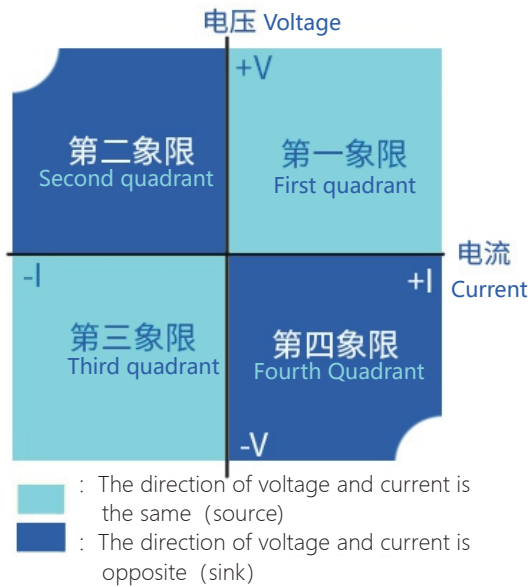 电压 Voltage
+V
第二象限
Second quadrant
第一象限
First quadrant
电流
Current
-I
+I
第三象限
Third quadrant
第四象限
Fourth Quadrant
-V
: The direction of voltage and current is
the same（source）
: The direction of voltage and current is
opposite（sink）